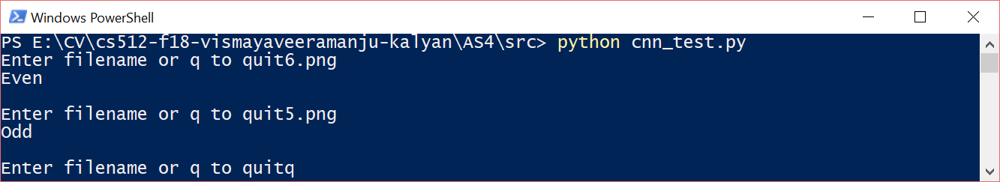 Windows PowerShell
PS E:\CV\cs512-f18-vismayaveeramanju-kalyan\AS4\src> python cnn_test.py
Enter filename or q to quit6.png
Even
Enter filename or q to quit5.png
Odd
Enter filename or q to quitq